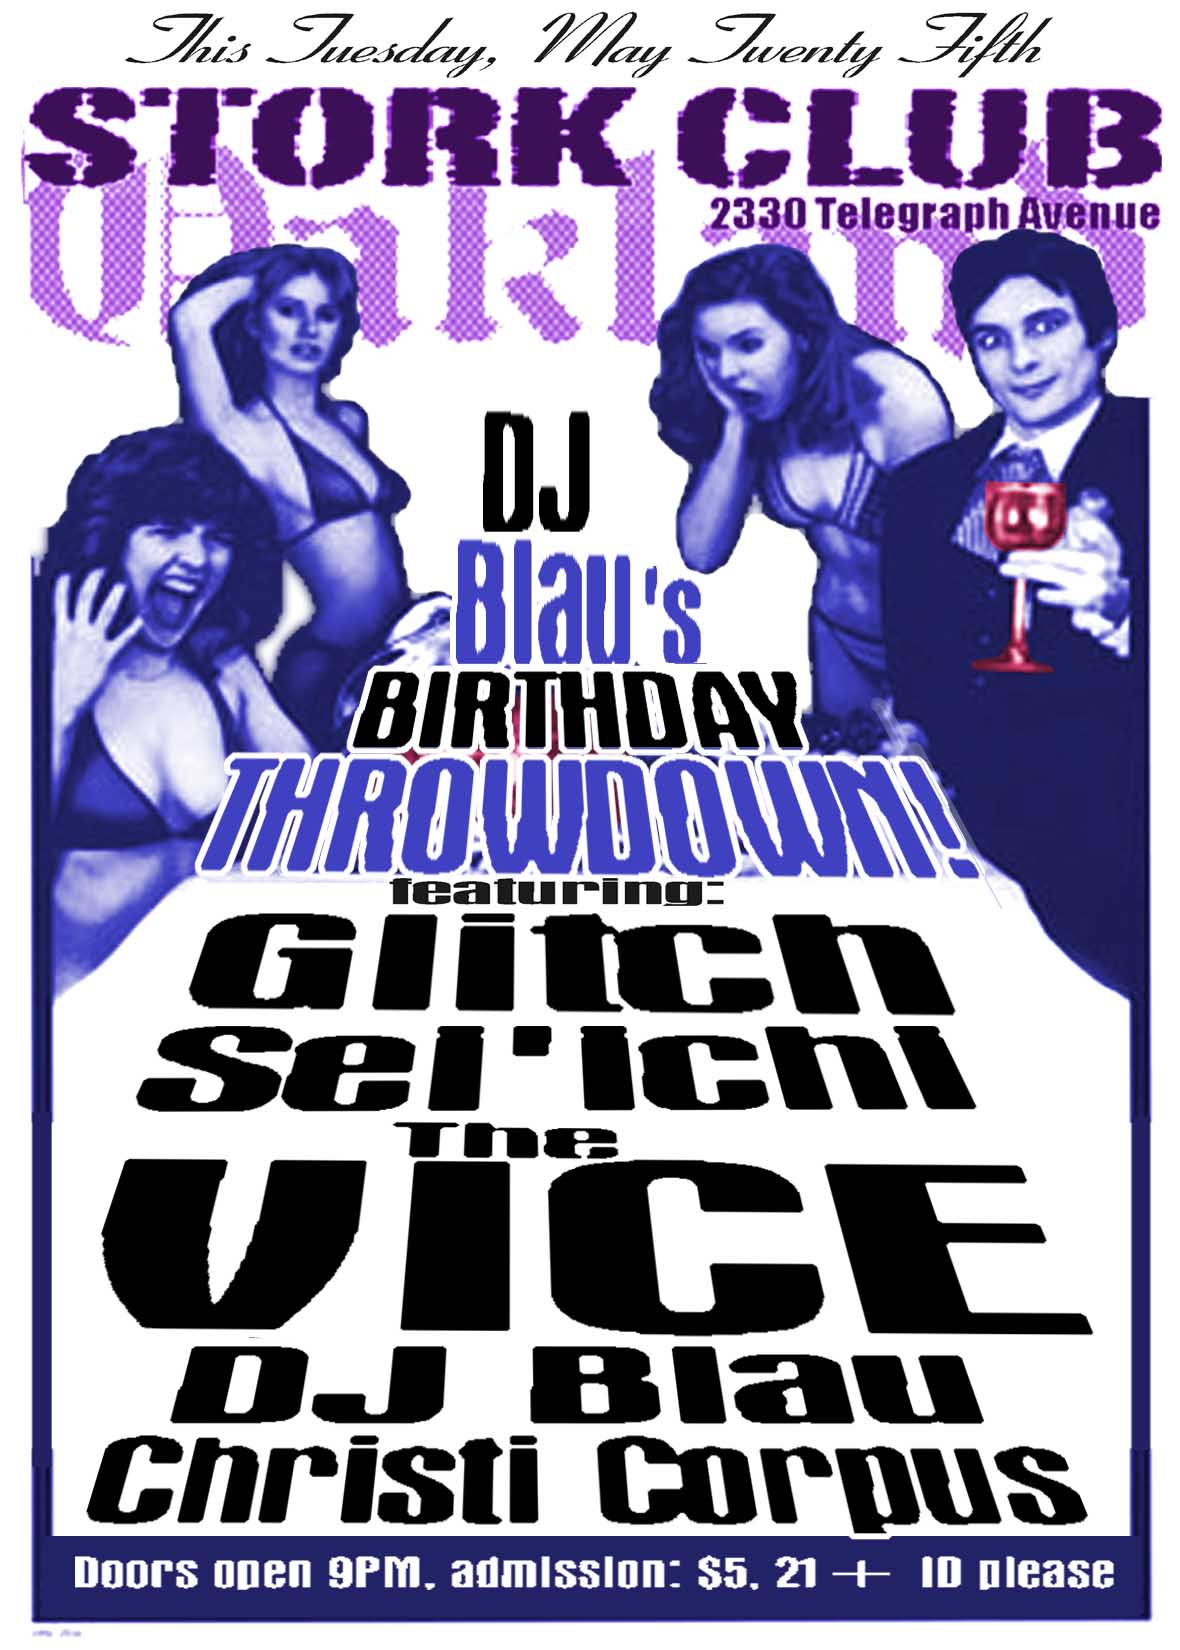 This Tuesday, May Twenty Fifth
STORK CLUB
Oakland
2330 Telegraph Avenue
DJ
Blau's
BIRTHDAY
THROWDOWN!
featuring:
Glitch
Sei'ichi
The
VICE
DJ Blau
Christi Corpus
Doors open 9PM, admission: $5, 21 + ID please